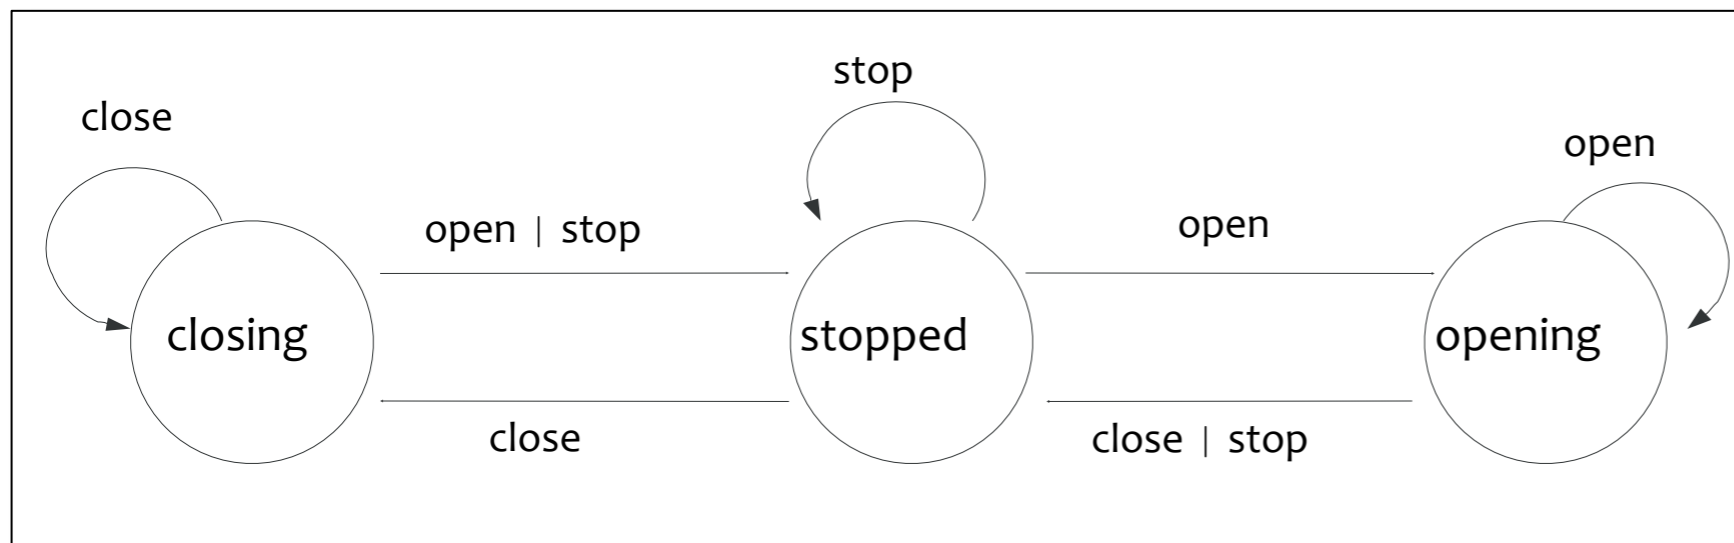 stop
close
open
open | stop
open
closing
stopped
opening
close
close | stop